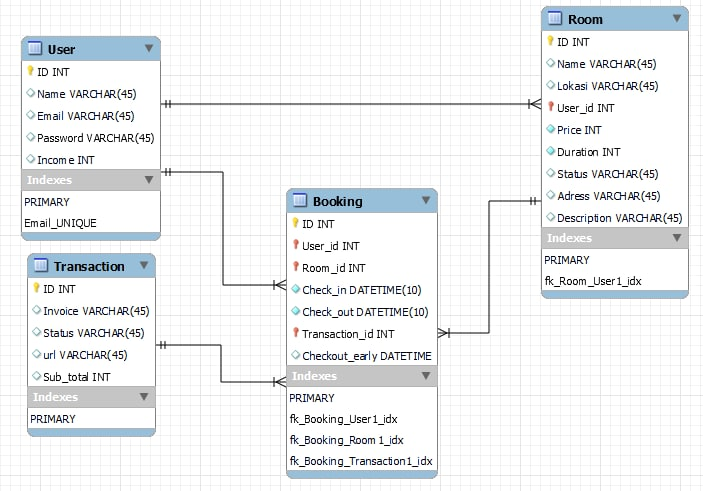 User
ID INT
Name VARCHAR(45)
Email VARCHAR(45)
Password VARCHAR(45)
Income INT
Indexes
PRIMARY
Email_UNIQUE
Transaction
ID INT
Invoice VARCHAR(45)
Status VARCHAR(45)
url VARCHAR(45)
Sub_total INT
Indexes
PRIMARY
Booking
ID INT
User_id INT
Room_id INT
Check_in DATETIME(10)
Check_out DATETIME(10)
Transaction_id INT
Checkout_early DATETIME
Indexes
PRIMARY
fk_Booking_User1_idx
fk_Booking_Room1_idx
fk_Booking_Transaction1_idx
Room
ID INT
Name VARCHAR(45)
Lokasi VARCHAR(45)
User_id INT
Price INT
Duration INT
Status VARCHAR(45)
Adress VARCHAR(45)
Description VARCHAR(45)
Indexes
PRIMARY
fk_Room_User1_idx